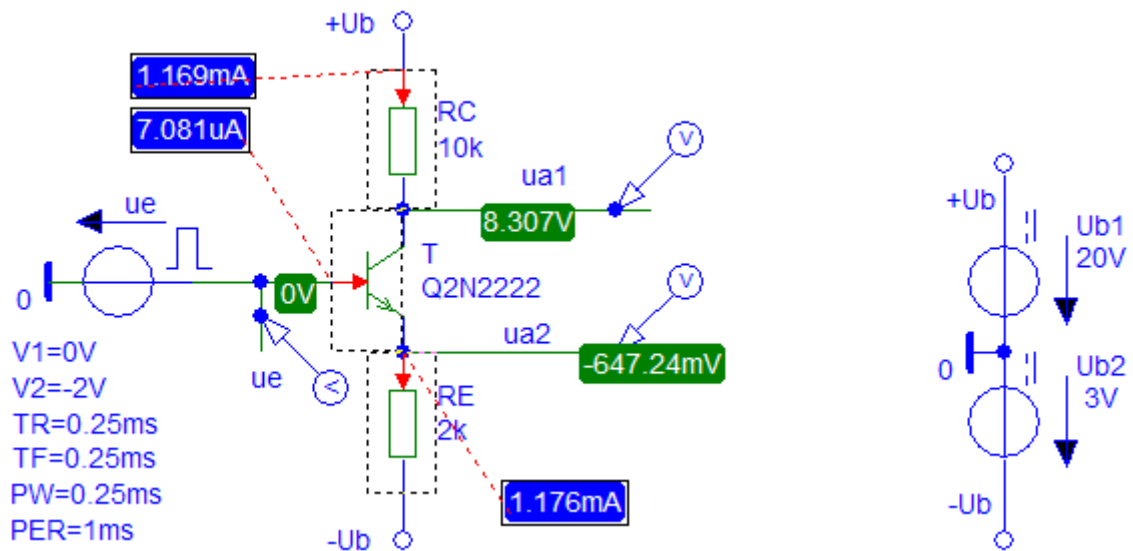 +Ub
1.169mA
7.081uA
RC
10k
V
ua1
8.307V
ue
T
Q2N2222
0
0V
V
ua2
-647.24mV
V1=0V
V2=-2V
TR=0.25ms
TF=0.25ms
PW=0.25ms
PER=1ms
ue
V
RE
2k
1.176mA
-Ub
+Ub
Ub1
20V
0
Ub2
3V
-Ub